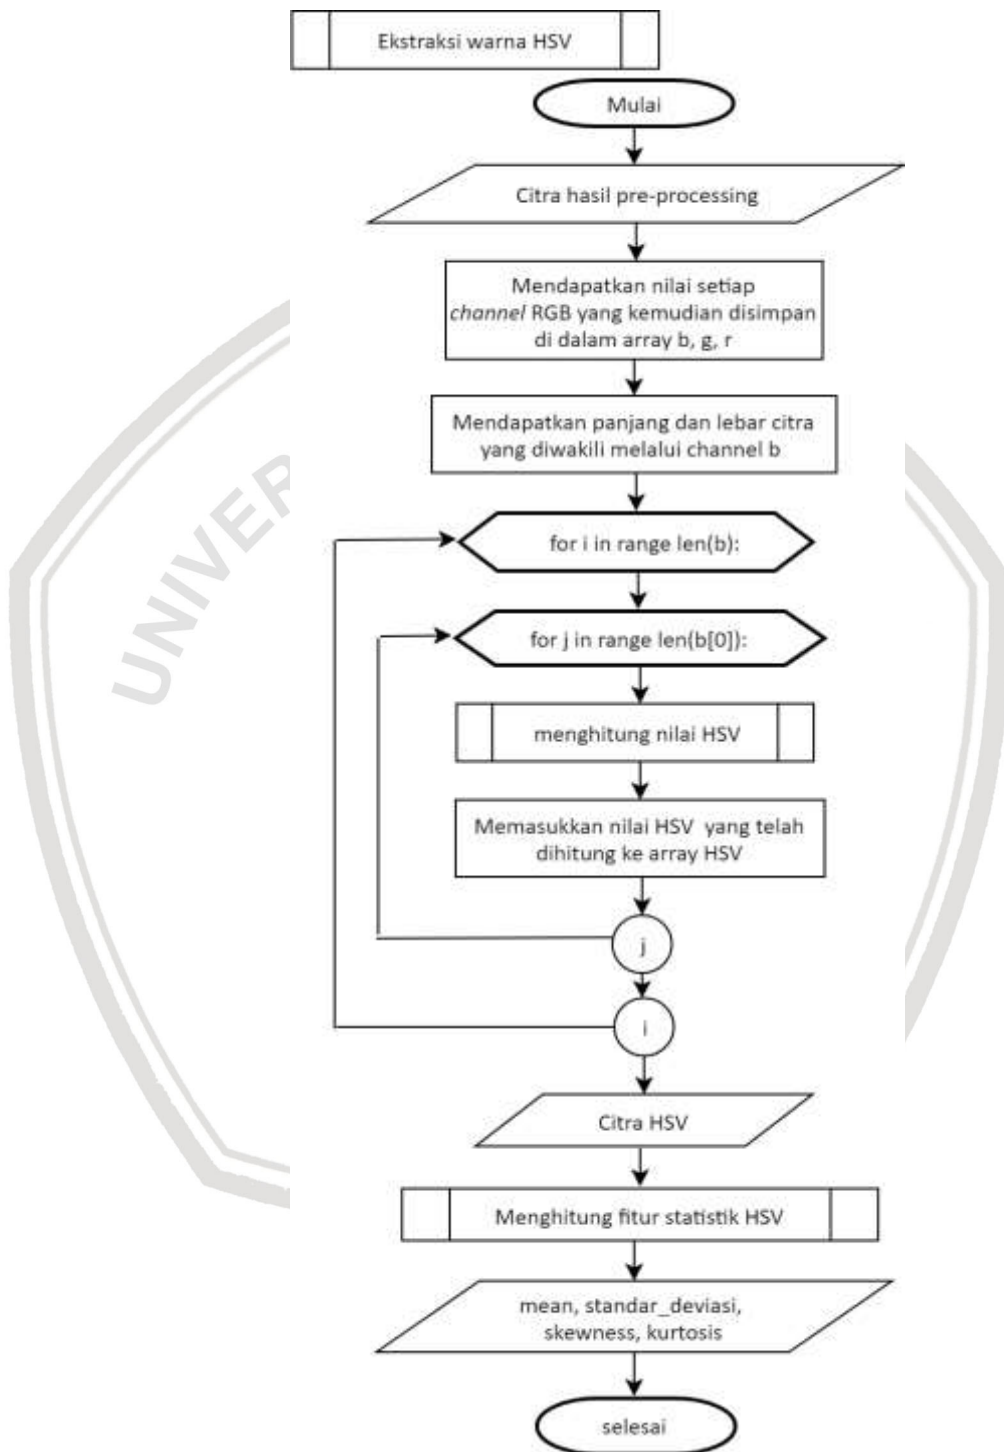 Ekstraksi warna HSV
Mulai
Citra hasil pre-processing
Mendapatkan nilai setiap
channel RGB yang kemudian disimpan
di dalam array b, g, r
Mendapatkan panjang dan lebar citra
yang diwakili melalui channel b
UNIVER
for i in range len(b):
for j in range len(b[0]):
menghitung nilai HSV
Memasukkan nilai HSV yang telah
dihitung ke array HSV
j
i
Citra HSV
Menghitung fitur statistik HSV
mean, standar_deviasi,
skewness, kurtosis
selesai